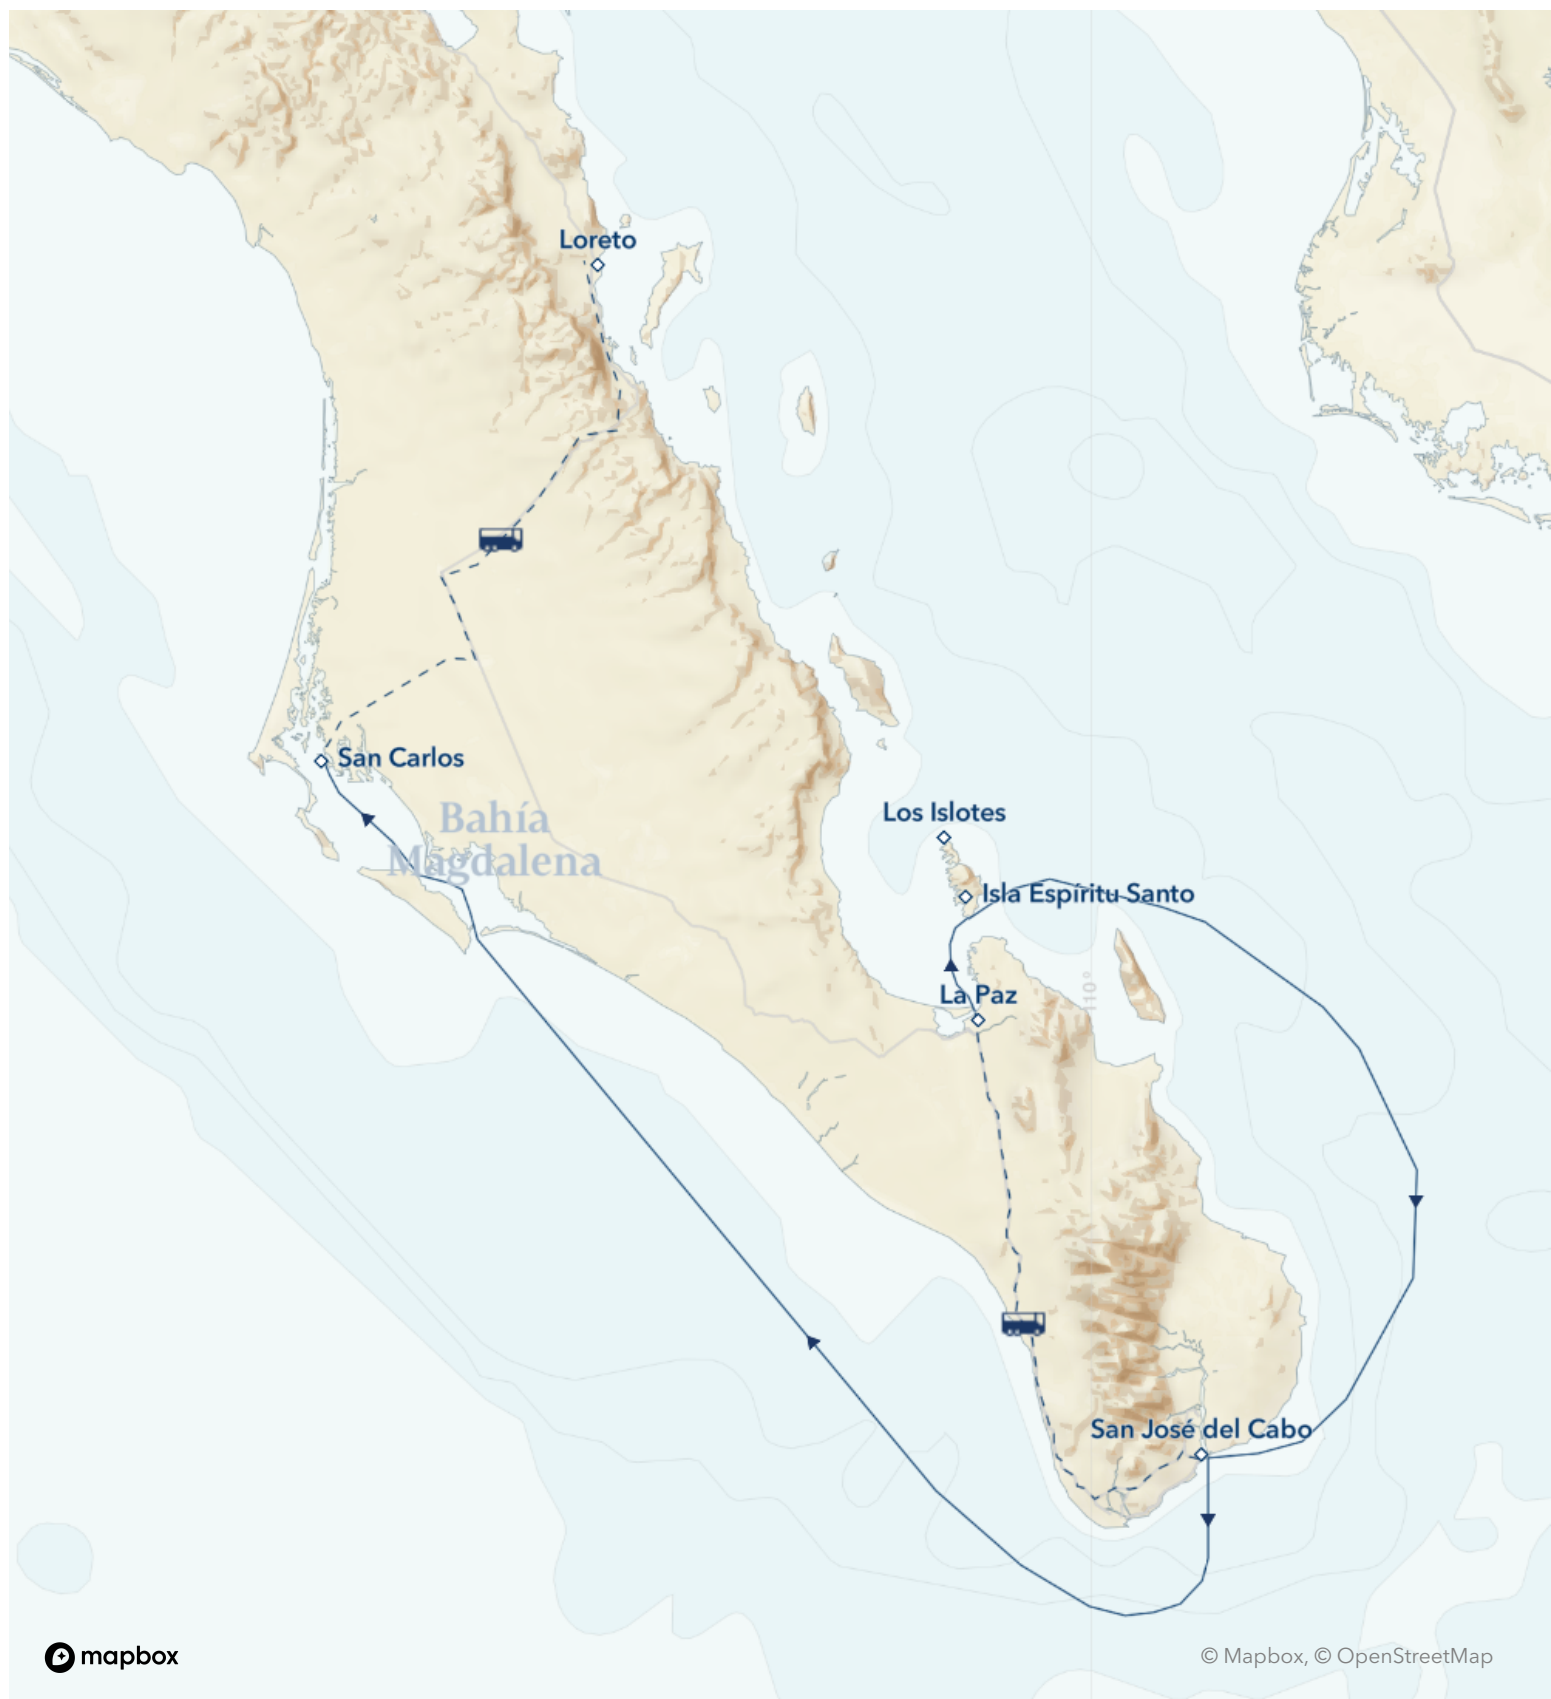 Loreto
San Carlos
Bahía
Magdalena
Los Islotes
Isla Espíritu Santo
110°
La Paz
San José del Cabo
mapbox
© Mapbox, © OpenStreetMap